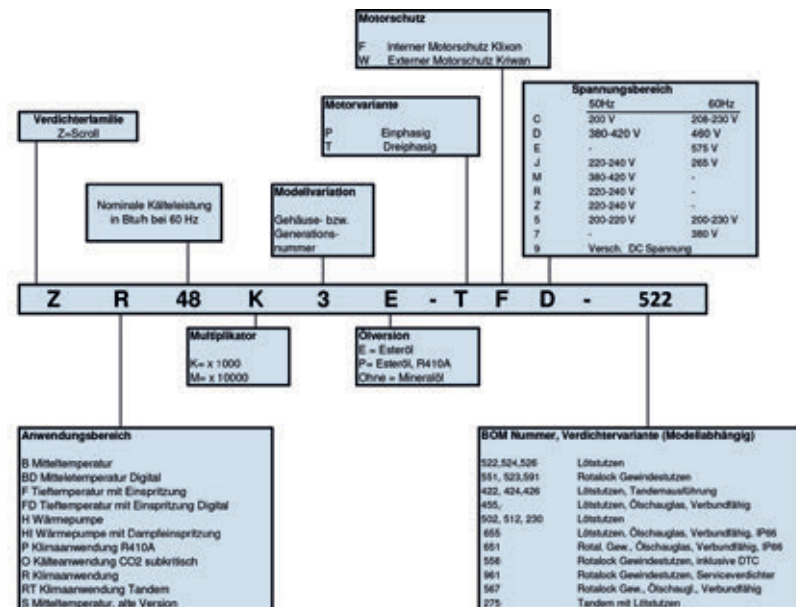 Motorschutz
F Interner Motorschutz Klixon
W Externer Motorschutz Kriwan
Spannungsbereich
50Hz 60Hz
C 200 V 208-230 V
D 380-420 V 460 V
E - 575 V
J 220-240 V 265 V
M 380-420 V -
R 220-240 V -
Z 220-240 V -
5 200-220 V 200-230 V
7 - 380 V
9 Versch. DC Spannung
Verdichterfamilie
Z=Scroll
Motorvariante
P Einphasig
T Dreiphasig
Nominale Kälteleistung
in Btu/h bei 60 Hz
Modellvariation
Gehäuse- bzw.
Generations-
nummer
Z R 48 K 3 E - T F D - 522
Multiplikator
K= x 1000
M= x 10000
Ölversion
E = Esteröl
P= Esteröl, R410A
Ohne = Mineralöl
Anwendungsbereich
B Mitteltemperatur
BD Mitteletemperatur Digital
F Tieftemperatur mit Einspritzung
FD Tieftemperatur mit Einspritzung Digital
H Wärmepumpe
HI Wärmepumpe mit Dampfeinspritzung
P Klimaanwendung R410A
O Kälteanwendung CO2 subkritisch
R Klimaanwendung
RT Klimaanwendung Tandem
S Mitteltemperatur, alte Version
BOM Nummer, Verdichtervariante (Modellabhängig)
522,524,526 Lötstutzen
551, 523,591 Rotalock Gewindestutzen
422, 424,426 Lötstutzen, Tandemausführung
455, Lötstutzen, Ölschauglas, Verbundfähig
502, 512, 230 Lötstutzen
655 Lötstutzen, Ölschauglas, Verbundfähig, IP66
651 Rotal. Gew., Ölschauglas, Verbundfähig, IP66
556 Rotalock Gewindestutzen, inklusive DTC
961 Rotalock Gewindestutzen, Serviceverdichter
567 Rotalock Gew., Ölschaugl., Verbundfähig
275 Tandem mit Lötstutzen